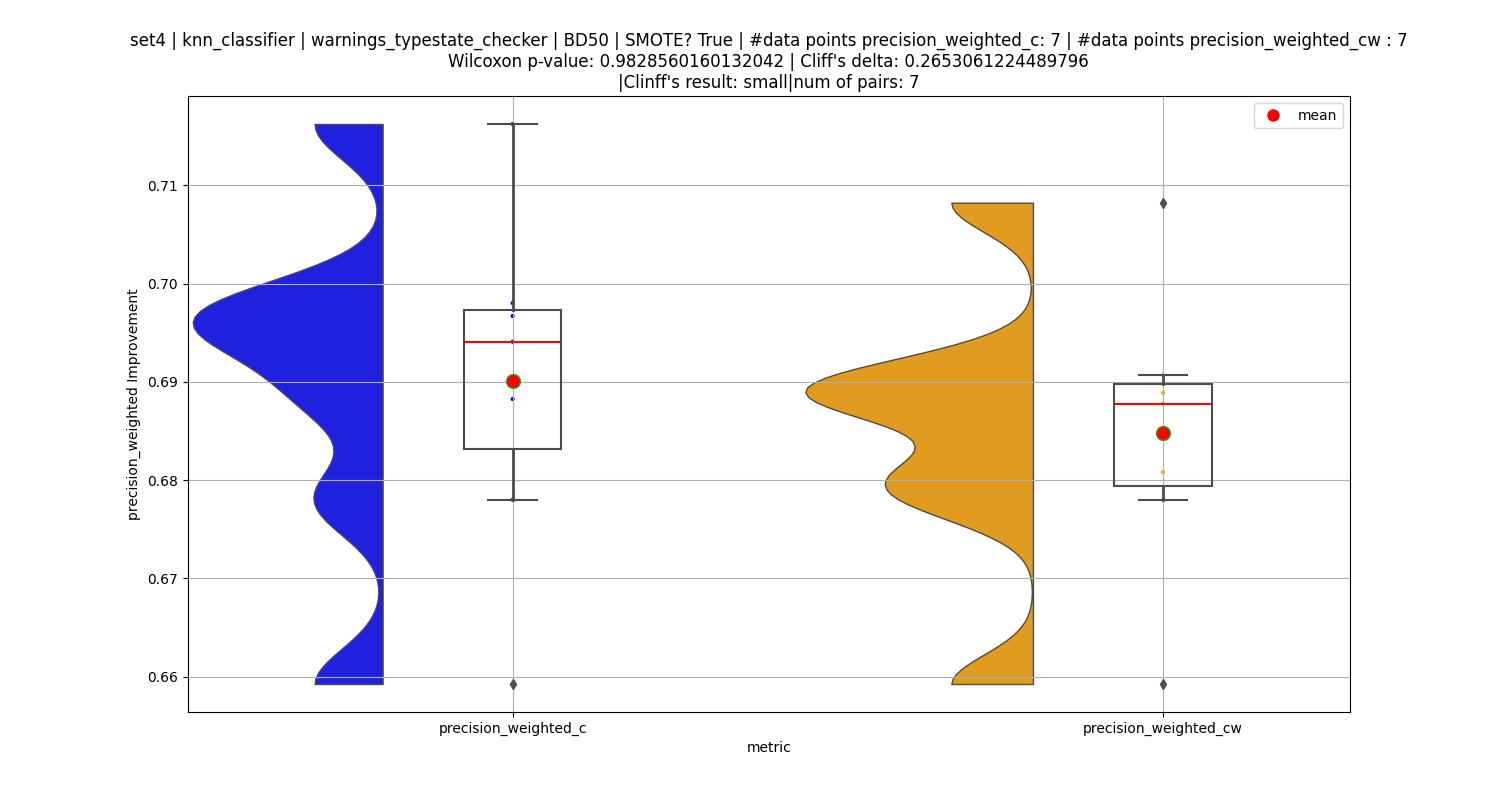 set4 | knn_classifier | warnings_typestate_checker | BD50 | SMOTE? True | #data points precision_weighted_c: 7 | #data points precision_weighted_cw : 7
Wilcoxon p-value: 0.9828560160132042 | Cliff's delta: 0.2653061224489796
|Clinff's result: small|num of pairs: 7
mean
0.71
0.70
0.69
0.68
0.67
0.66
precision_weighted Improvement
precision_weighted_c
precision_weighted_cw
metric